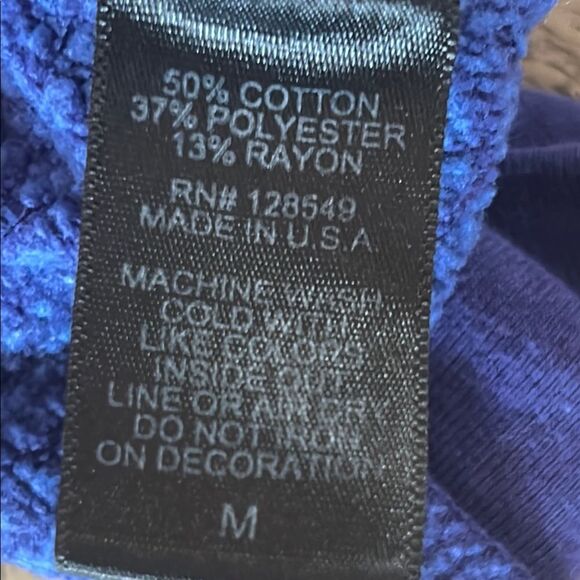 50% COTTON
37% POLYESTER
13% RAYON
RN# 128549
MADE IN U.S.A
MACHINE WASH
COLD WITH
LIKE COLORS
INSIDE OUT
LINE OR AIR DRY
DO NOT IRON
ON DECORATION
M